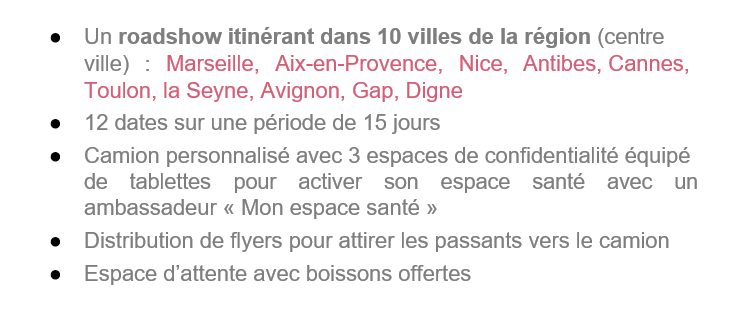 ● Un roadshow itinérant dans 10 villes de la région (centre
ville) : Marseille, Aix-en-Provence, Nice, Antibes, Cannes,
Toulon, la Seyne, Avignon, Gap, Digne
● 12 dates sur une période de 15 jours
● Camion personnalisé avec 3 espaces de confidentialité équipé
de tablettes pour activer son espace santé avec un
ambassadeur « Mon espace santé »
● Distribution de flyers pour attirer les passants vers le camion
● Espace d’attente avec boissons offertes